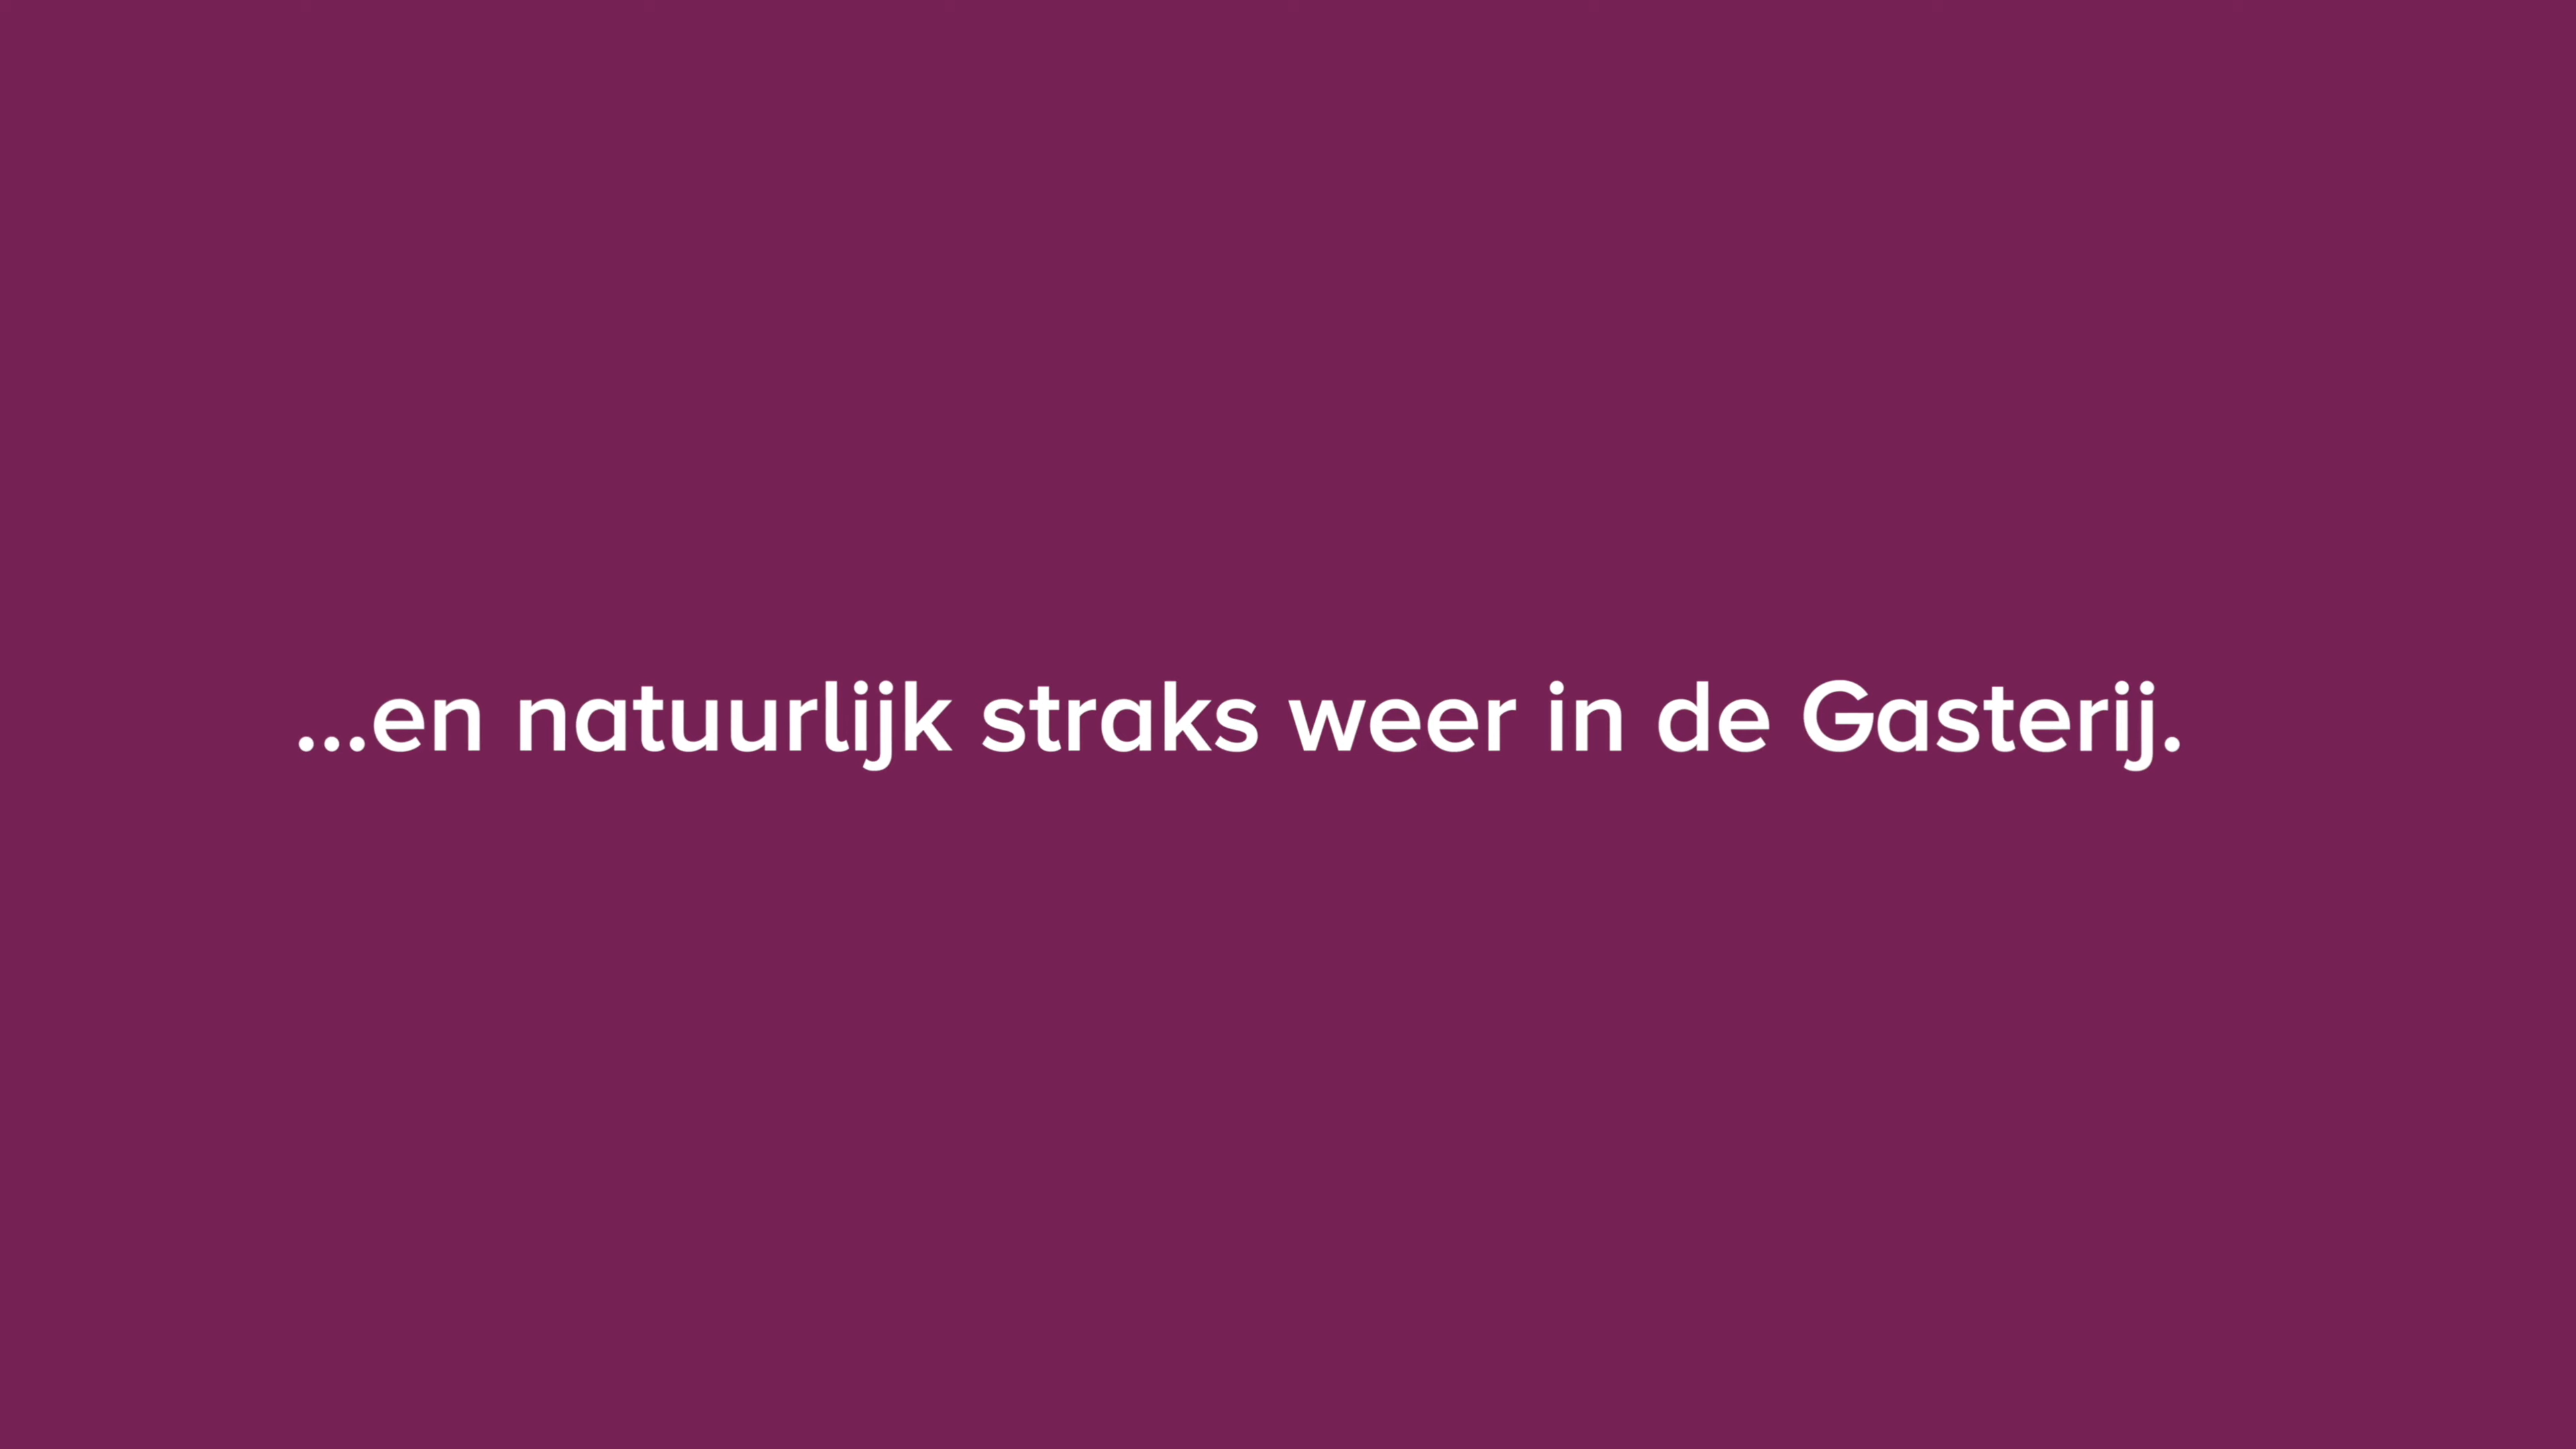 ...en natuurlijk straks weer in de Gasterij.